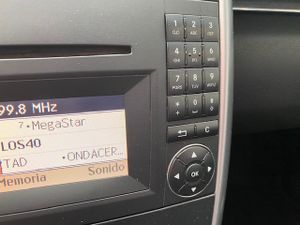 1 2 3
4 5 6
7 8 9
* 0 #
C
99.8 MHz
7·MegaStar
LOS40
TAD ·ONDACER...
OK
Memoria Sonido